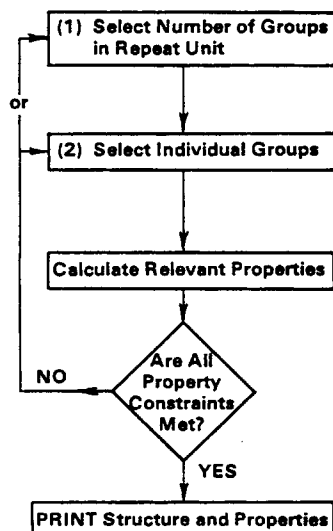 (1) Select Number of Groups
in Repeat Unit
or
(2) Select Individual Groups
Calculate Relevant Properties
Are All
Property
Constraints
Met?
NO
YES
PRINT Structure and Properties